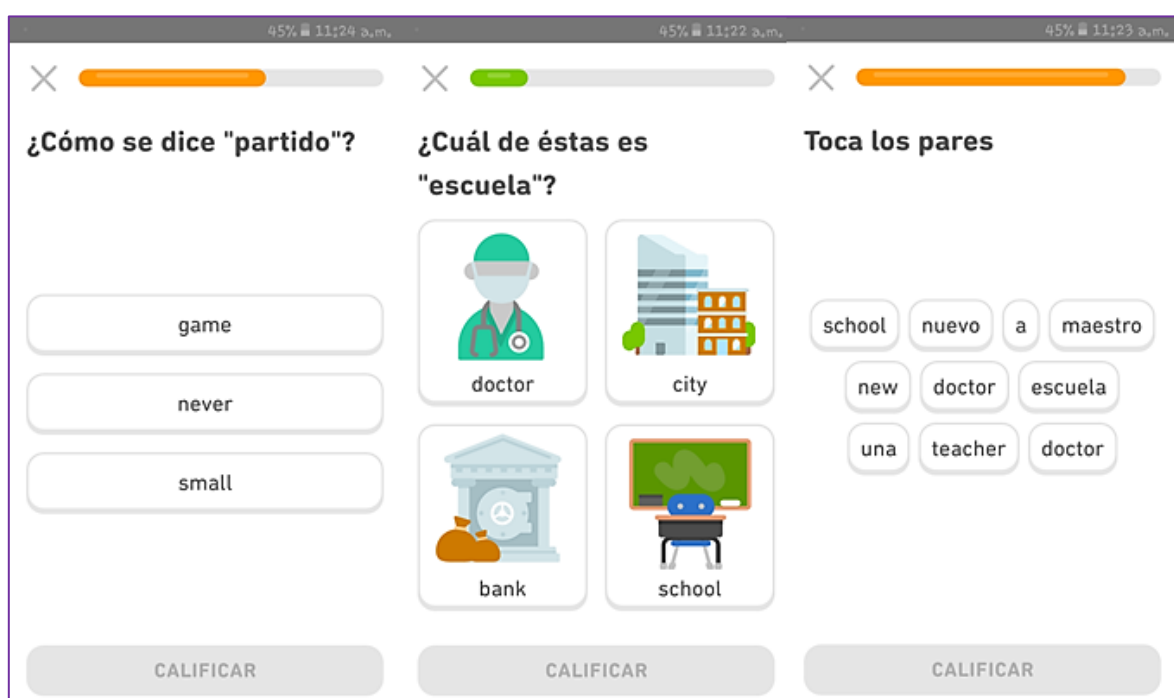 45% 11:24 a.m.
¿Cómo se dice "partido"?
game
never
small
CALIFICAR
45% 11:22 a.m.
¿Cuál de éstas es
"escuela"?
doctor
city
bank
school
CALIFICAR
45% 11:23 a.m.
Toca los pares
school nuevo a maestro
new doctor escuela
una teacher doctor
CALIFICAR